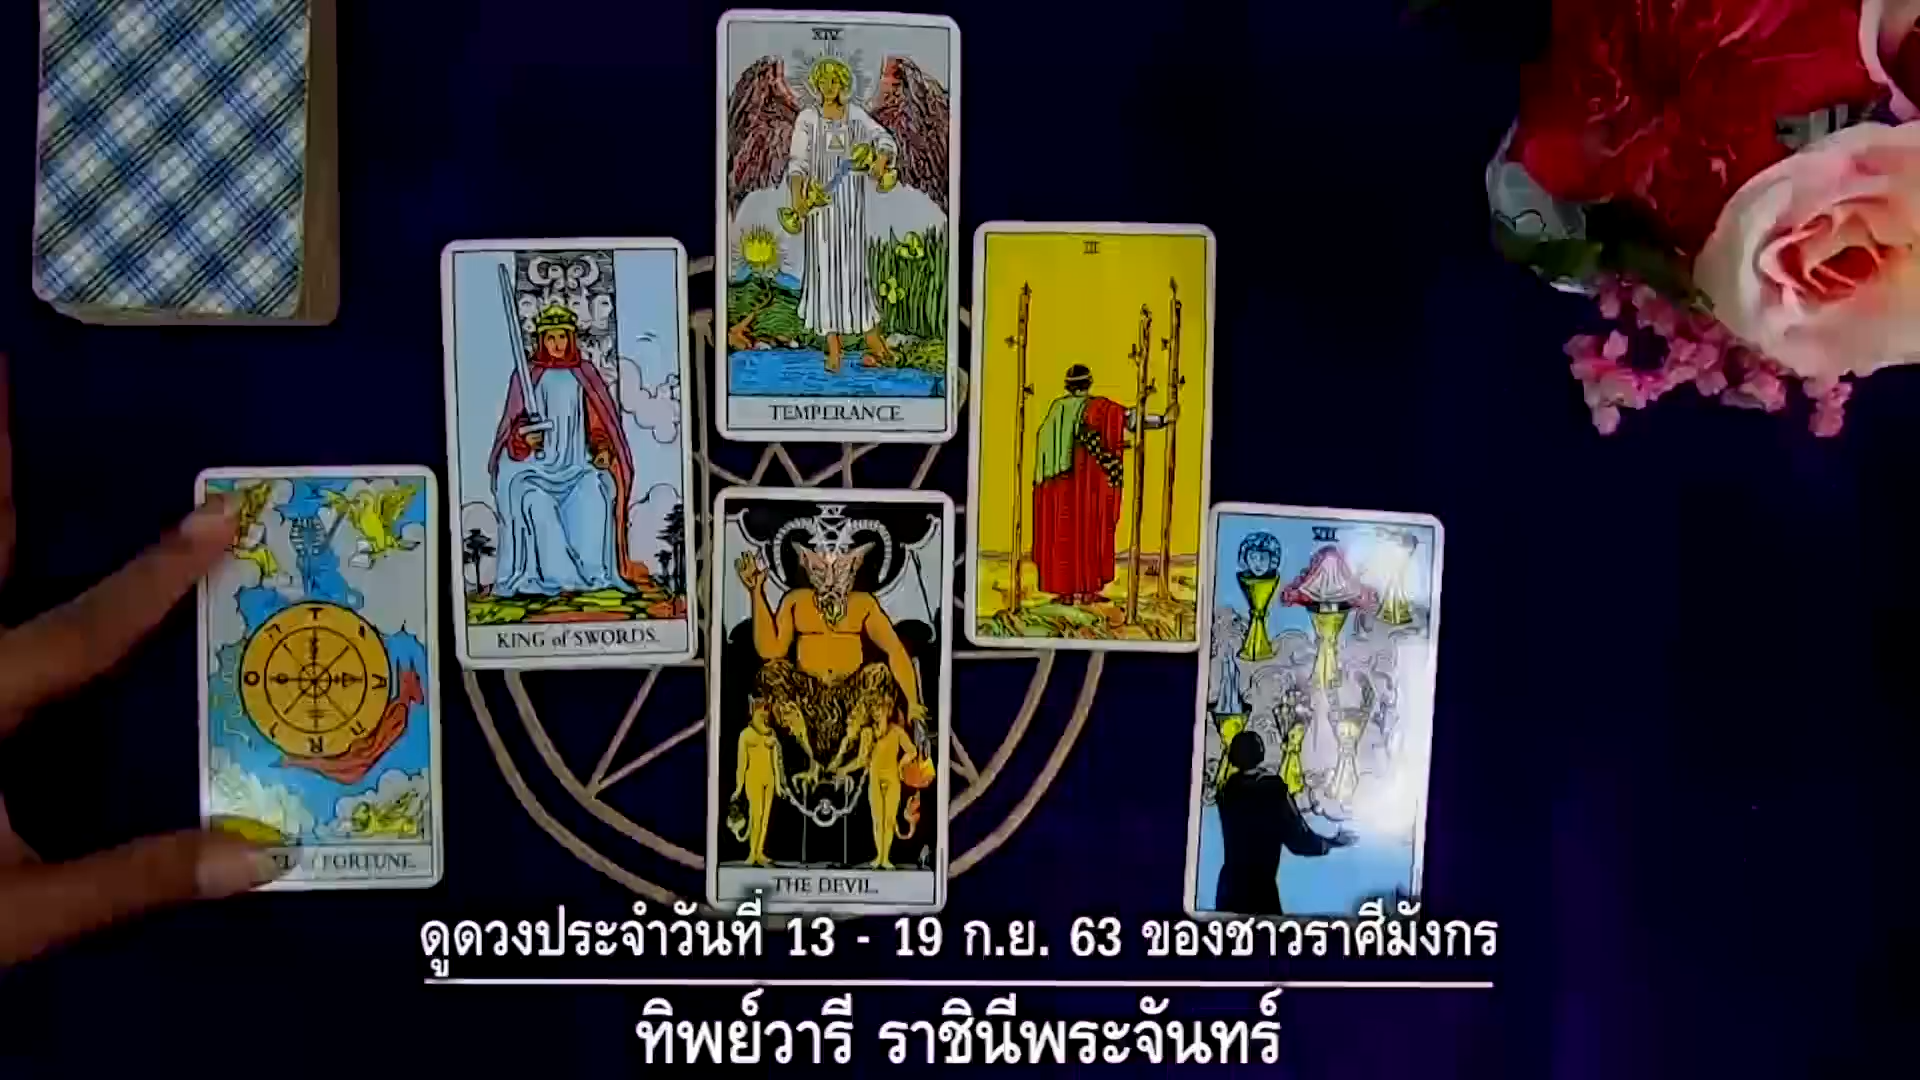 XIV
TEMPERANCE.
III
KING of SWORDS.
XV
VII
FORTUNE.
THE DEVIL.
ดูดวงประจำวันที่ 13 - 19 ก.ย. 63 ของชาวราศีมังกร
ทิพย์วารี ราชินีพระจันทร์